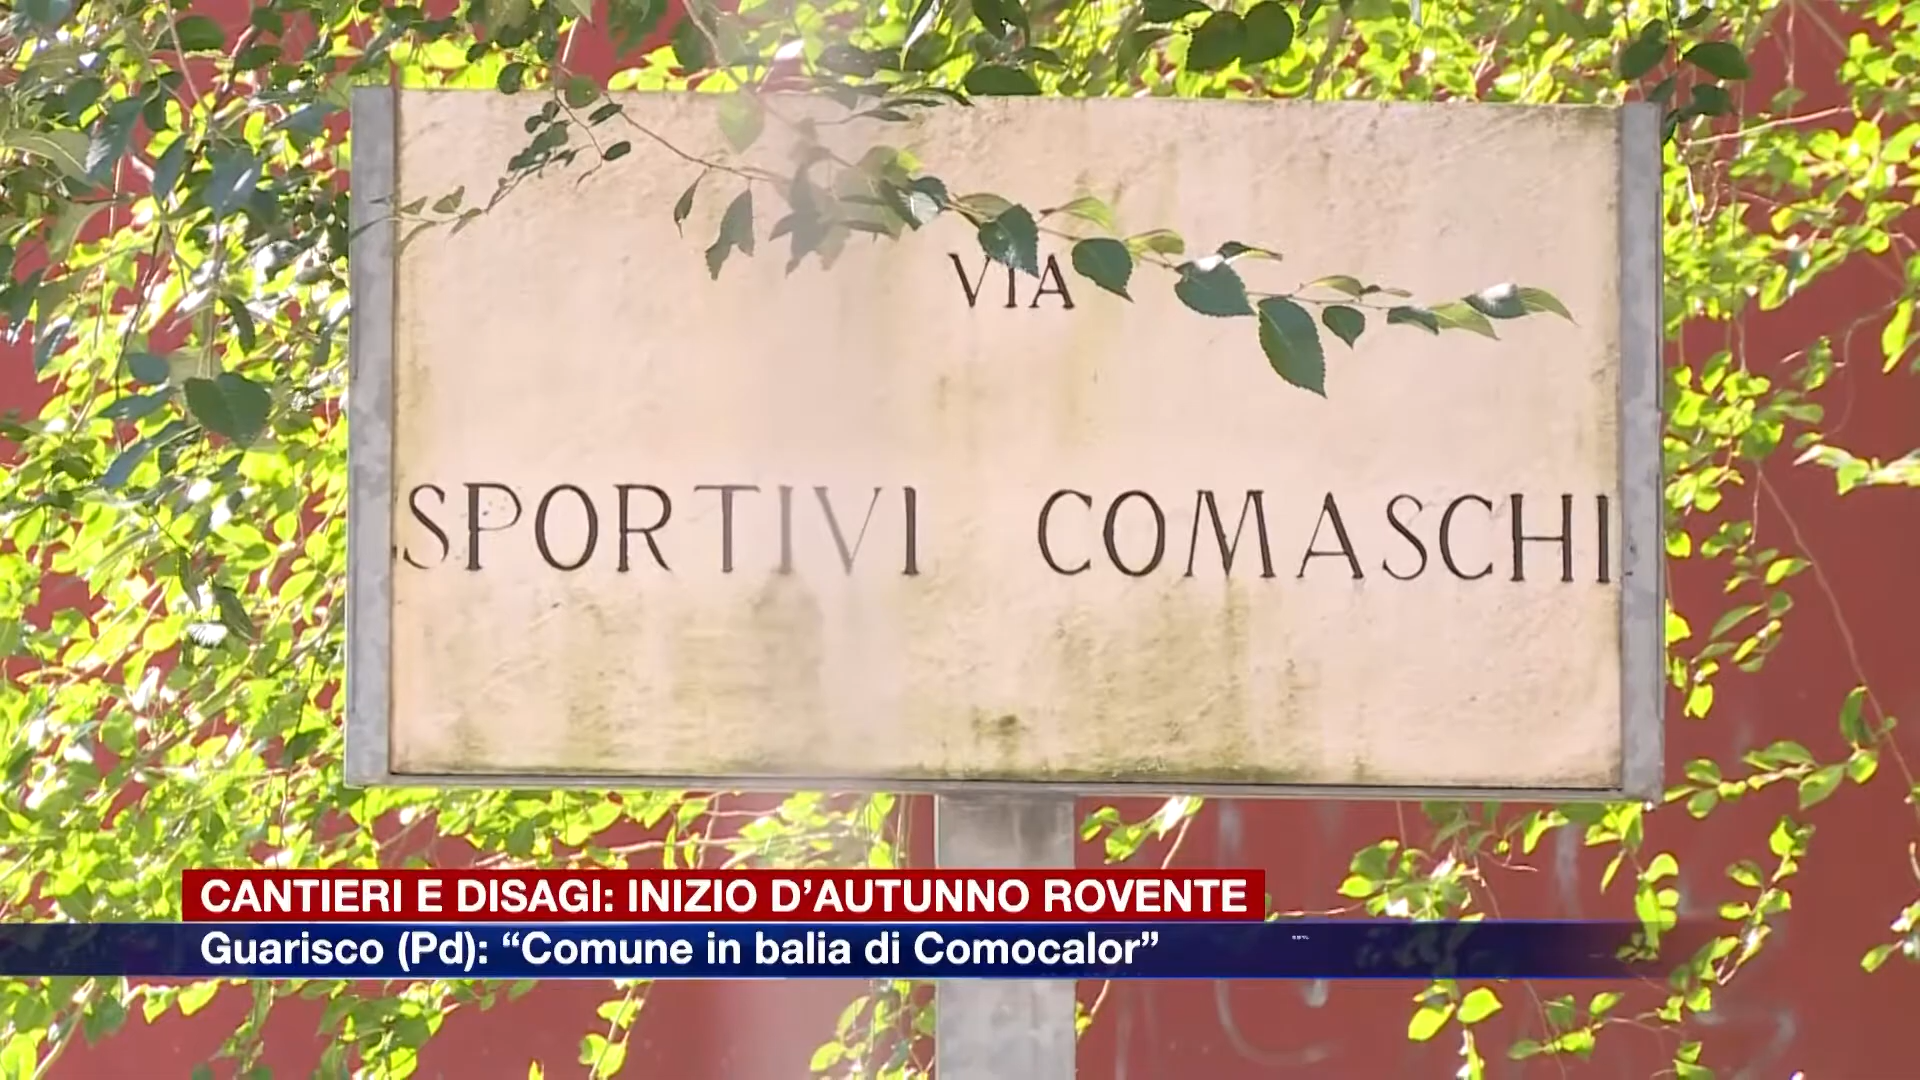 VIA
SPORTIVI COMASCHI
CANTIERI E DISAGI: INIZIO D’AUTUNNO ROVENTE
Guarisco (Pd): “Comune in balia di Comocalor”